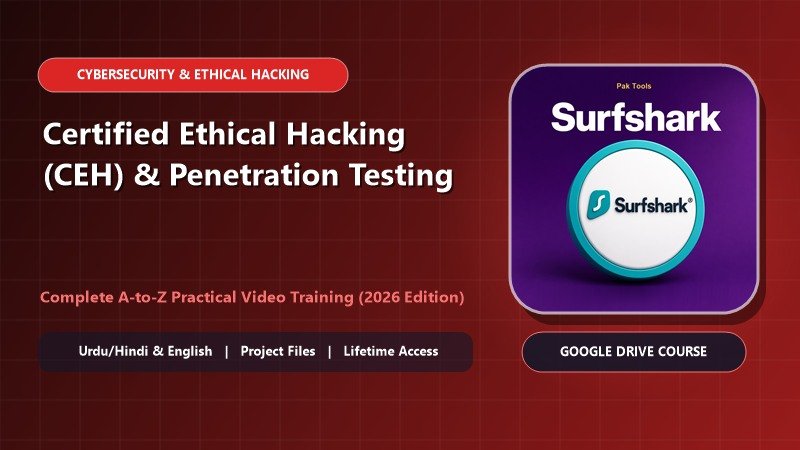 CYBERSECURITY & ETHICAL HACKING
Certified Ethical Hacking
(CEH) & Penetration Testing
Complete A-to-Z Practical Video Training (2026 Edition)
Urdu/Hindi & English | Project Files | Lifetime Access
Pak Tools
Surfshark
Surfshark®
GOOGLE DRIVE COURSE